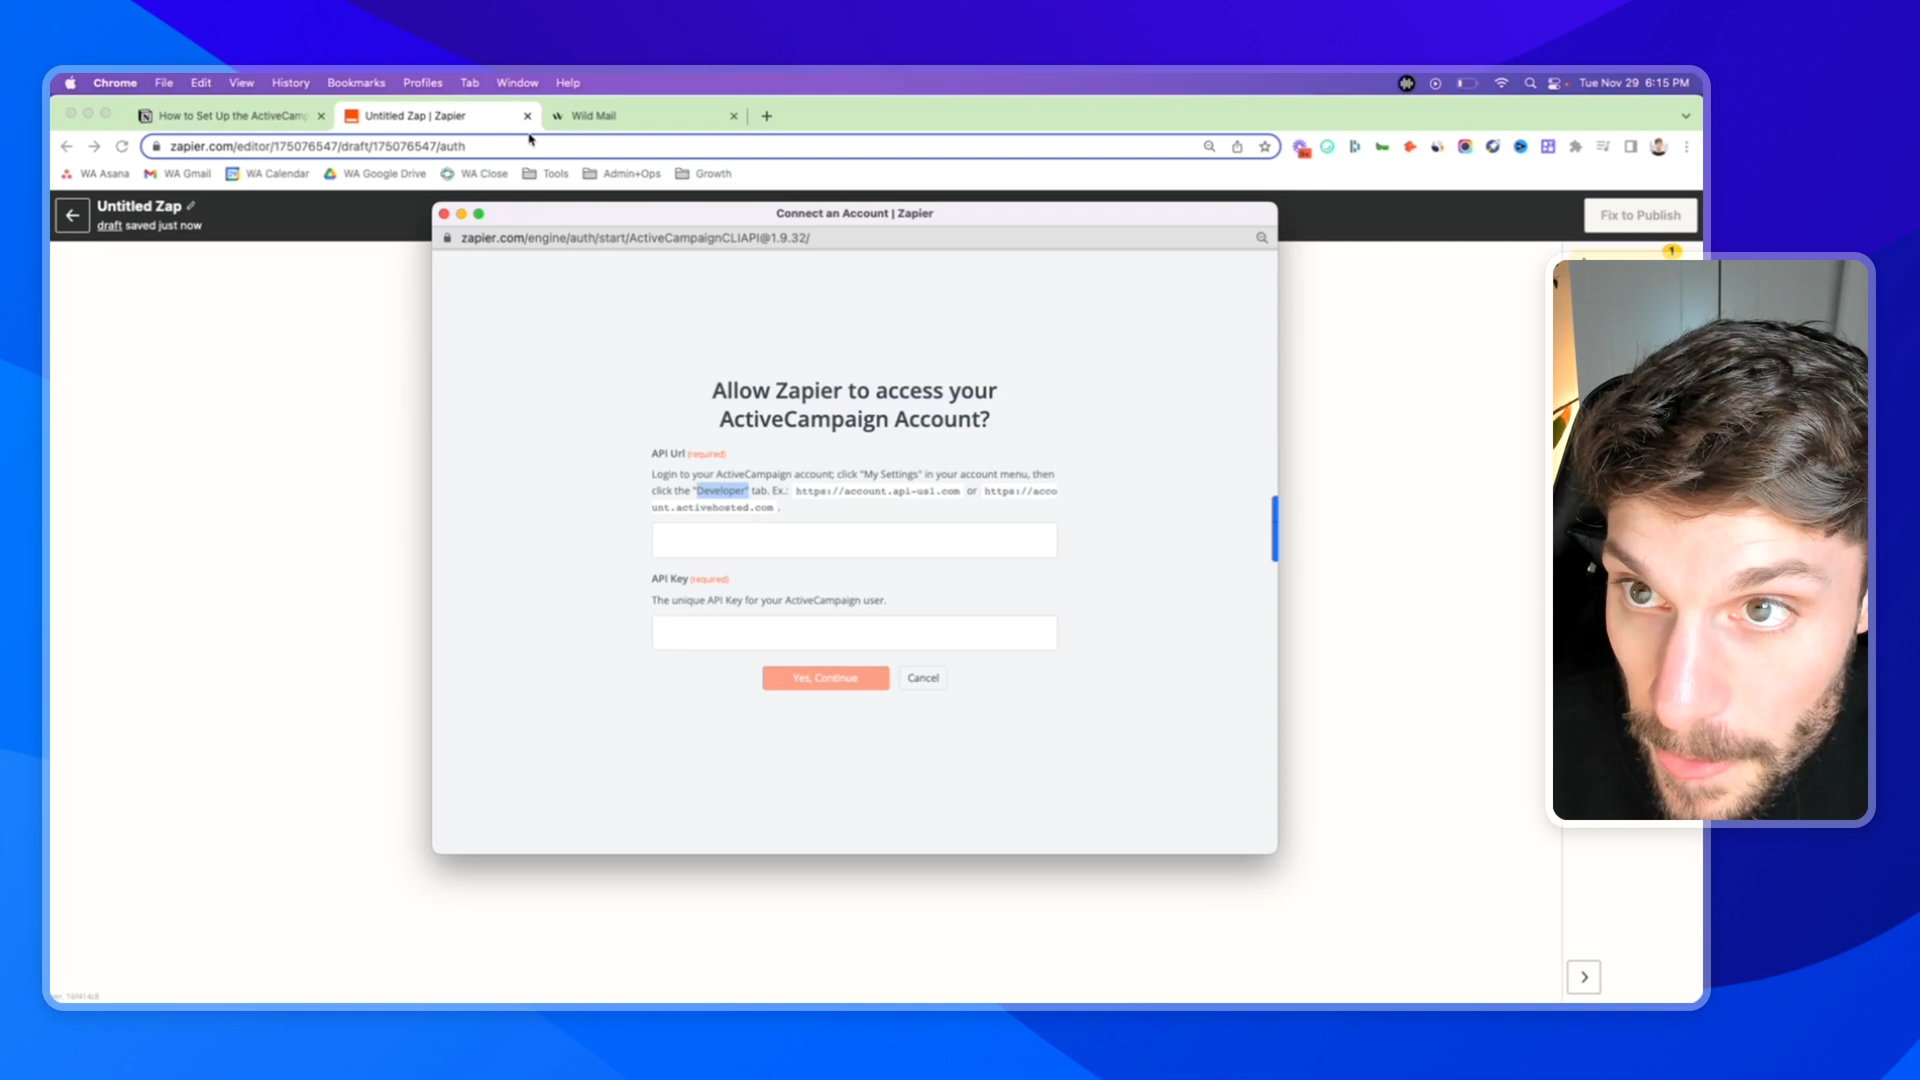 Chrome File Edit View History Bookmarks Profiles Tab Window Help
Tue Nov 29 6:15 PM
How to Set Up the ActiveCamp
Untitled Zap | Zapier
Wild Mail
zapier.com/editor/175076547/draft/175076547/auth
WA Asana WA Gmail WA Calendar WA Google Drive WA Close Tools Admin+Ops Growth
Untitled Zap
draft saved just now
Fix to Publish
1
Connect an Account | Zapier
zapier.com/engine/auth/start/ActiveCampaignCLIAPI@1.9.32/
Allow Zapier to access your
ActiveCampaign Account?
API Url (required)
Login to your ActiveCampaign account; click "My Settings" in your account menu, then
click the "Developer" tab. Ex.: https://account.api-us1.com or https://acco
unt.activehosted.com .
API Key (required)
The unique API Key for your ActiveCampaign user.
Yes, Continue
Cancel